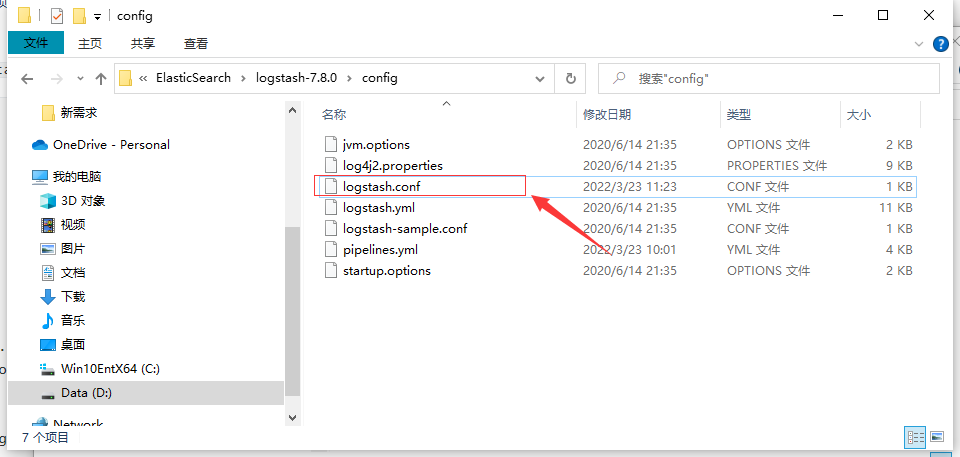 config
文件 主页 共享 查看
« ElasticSearch › logstash-7.8.0 › config
搜索"config"
新需求
OneDrive - Personal
我的电脑
3D 对象
视频
图片
文档
下载
音乐
桌面
Win10EntX64 (C:)
Data (D:)
Network
名称 修改日期 类型 大小
jvm.options 2020/6/14 21:35 OPTIONS 文件 2 KB
log4j2.properties 2020/6/14 21:35 PROPERTIES 文件 9 KB
logstash.conf 2022/3/23 11:23 CONF 文件 1 KB
logstash.yml 2020/6/14 21:35 YML 文件 11 KB
logstash-sample.conf 2020/6/14 21:35 CONF 文件 1 KB
pipelines.yml 2022/3/23 10:01 YML 文件 4 KB
startup.options 2020/6/14 21:35 OPTIONS 文件 2 KB
7 个项目